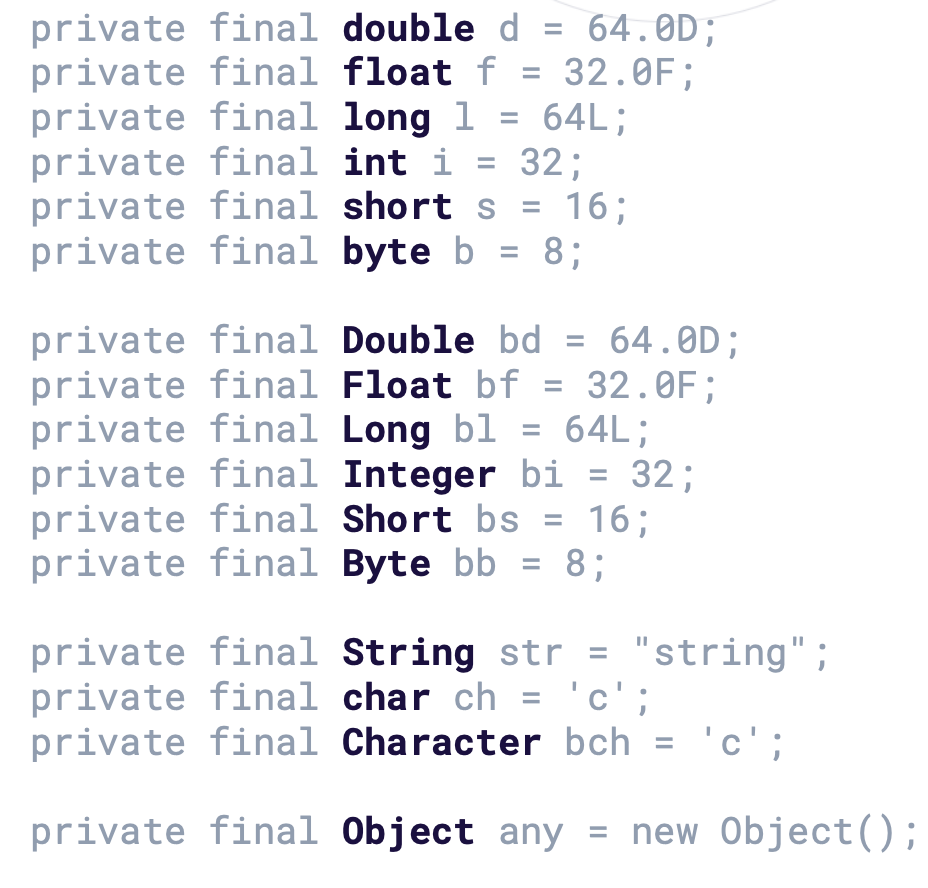 private final double d = 64.0D;
private final float f = 32.0F;
private final long l = 64L;
private final int i = 32;
private final short s = 16;
private final byte b = 8;
private final Double bd = 64.0D;
private final Float bf = 32.0F;
private final Long bl = 64L;
private final Integer bi = 32;
private final Short bs = 16;
private final Byte bb = 8;
private final String str = "string";
private final char ch = 'c';
private final Character bch = 'c';
private final Object any = new Object();